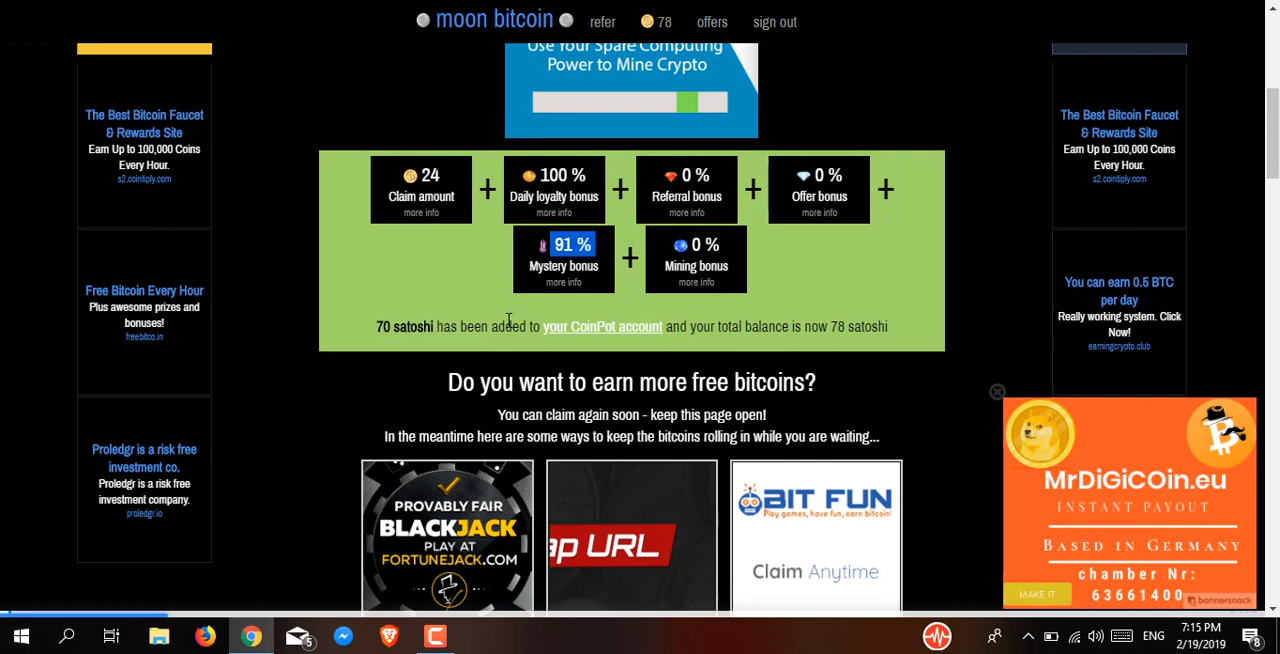 moon bitcoin refer 78 offers sign out
The Best Bitcoin Faucet
& Rewards Site
Earn Up to 100,000 Coins
Every Hour.
s2.cointiply.com
Free Bitcoin Every Hour
Plus awesome prizes and
bonuses!
freebitco.in
Proledgr is a risk free
investment co.
Proledgr is a risk free
investment company.
proledgr.io
Use Your Spare Computing
Power to Mine Crypto
24
Claim amount
more info
+
100 %
Daily loyalty bonus
more info
+
0 %
Referral bonus
more info
+
0 %
Offer bonus
more info
+
91 %
Mystery bonus
more info
+
0 %
Mining bonus
more info
70 satoshi has been added to your CoinPot account and your total balance is now 78 satoshi
Do you want to earn more free bitcoins?
You can claim again soon - keep this page open!
In the meantime here are some ways to keep the bitcoins rolling in while you are waiting...
PROVABLY FAIR
BLACKJACK
PLAY AT
FORTUNEJACK.COM
ap URL
BIT FUN
Play games, have fun, earn bitcoin!
Claim Anytime
The Best Bitcoin Faucet
& Rewards Site
Earn Up to 100,000 Coins
Every Hour.
s2.cointiply.com
You can earn 0.5 BTC
per day
Really working system. Click
Now!
earningcrypto.club
MrDiGiCoin.eu
INSTANT PAYOUT
BASED IN GERMANY
chamber Nr:
63661400
MAKE IT
bannersnack
5
ENG
7:15 PM
2/19/2019
8